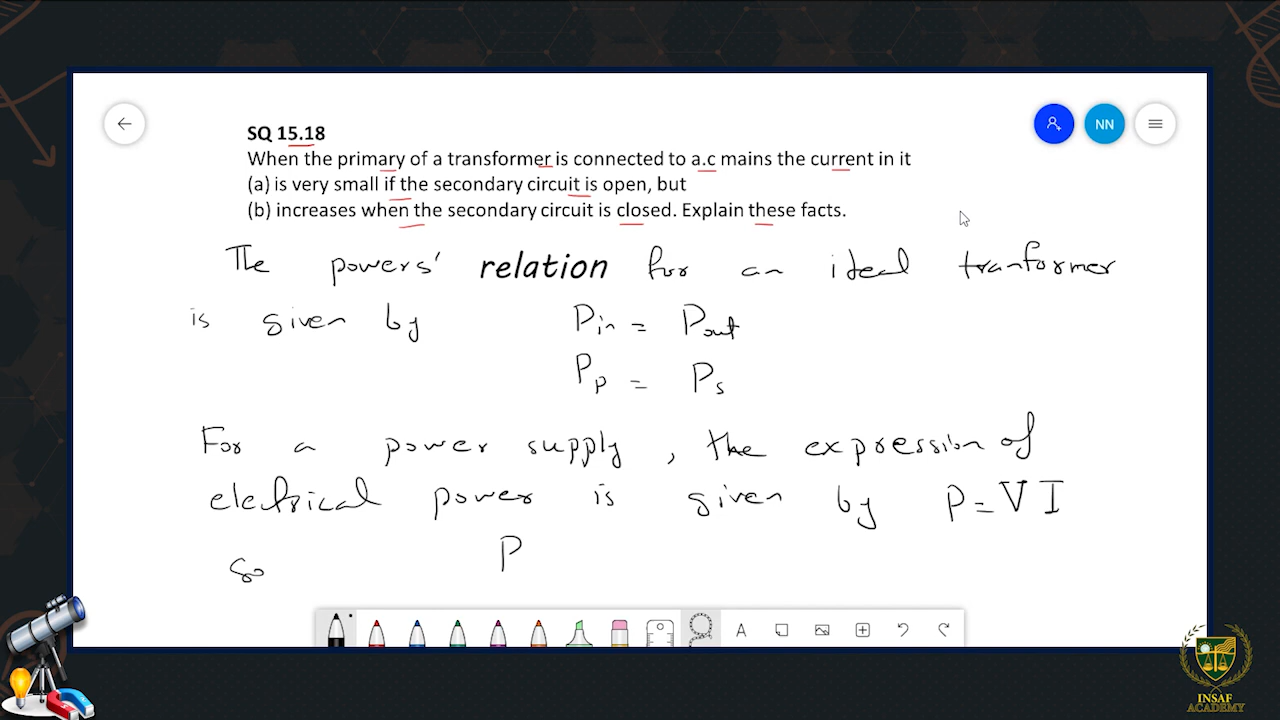 SQ 15.18
NN
When the primary of a transformer is connected to a.c mains the current in it
(a) is very small if the secondary circuit is open, but
(b) increases when the secondary circuit is closed. Explain these facts.
The powers' relation for an ideal tranformer
is given by Pin = Pout
Pp = Ps
For a power supply, the expression of
electrical power is given by P = VI
so P
A
INSAF
ACADEMY